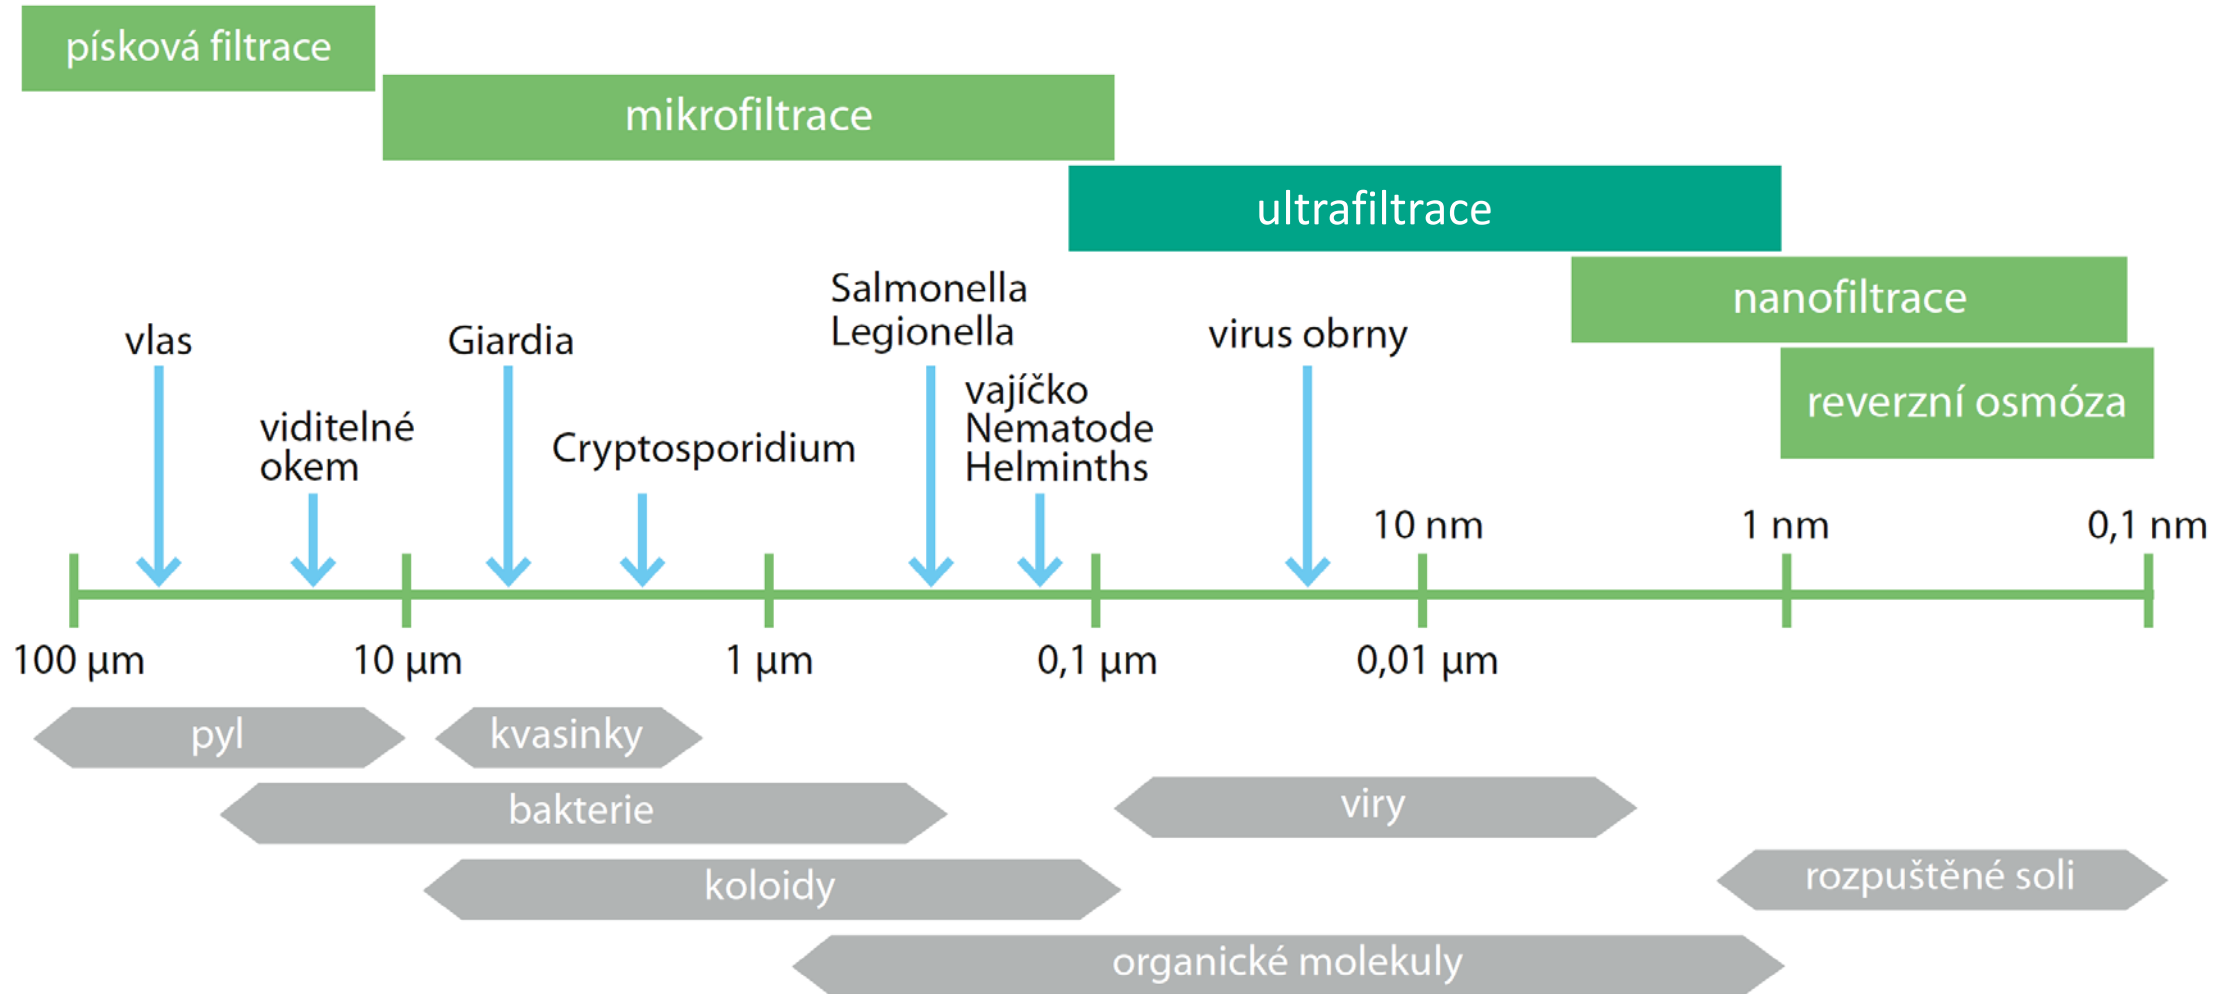 písková filtrace
mikrofiltrace
ultrafiltrace
nanofiltrace
reverzní osmóza
vlas
viditelné
okem
Giardia
Cryptosporidium
Salmonella
Legionella
vajíčko
Nematode
Helminths
virus obrny
10 nm
1 nm
0,1 nm
100 µm
10 µm
1 µm
0,1 µm
0,01 µm
pyl
kvasinky
bakterie
viry
koloidy
rozpuštěné soli
organické molekuly